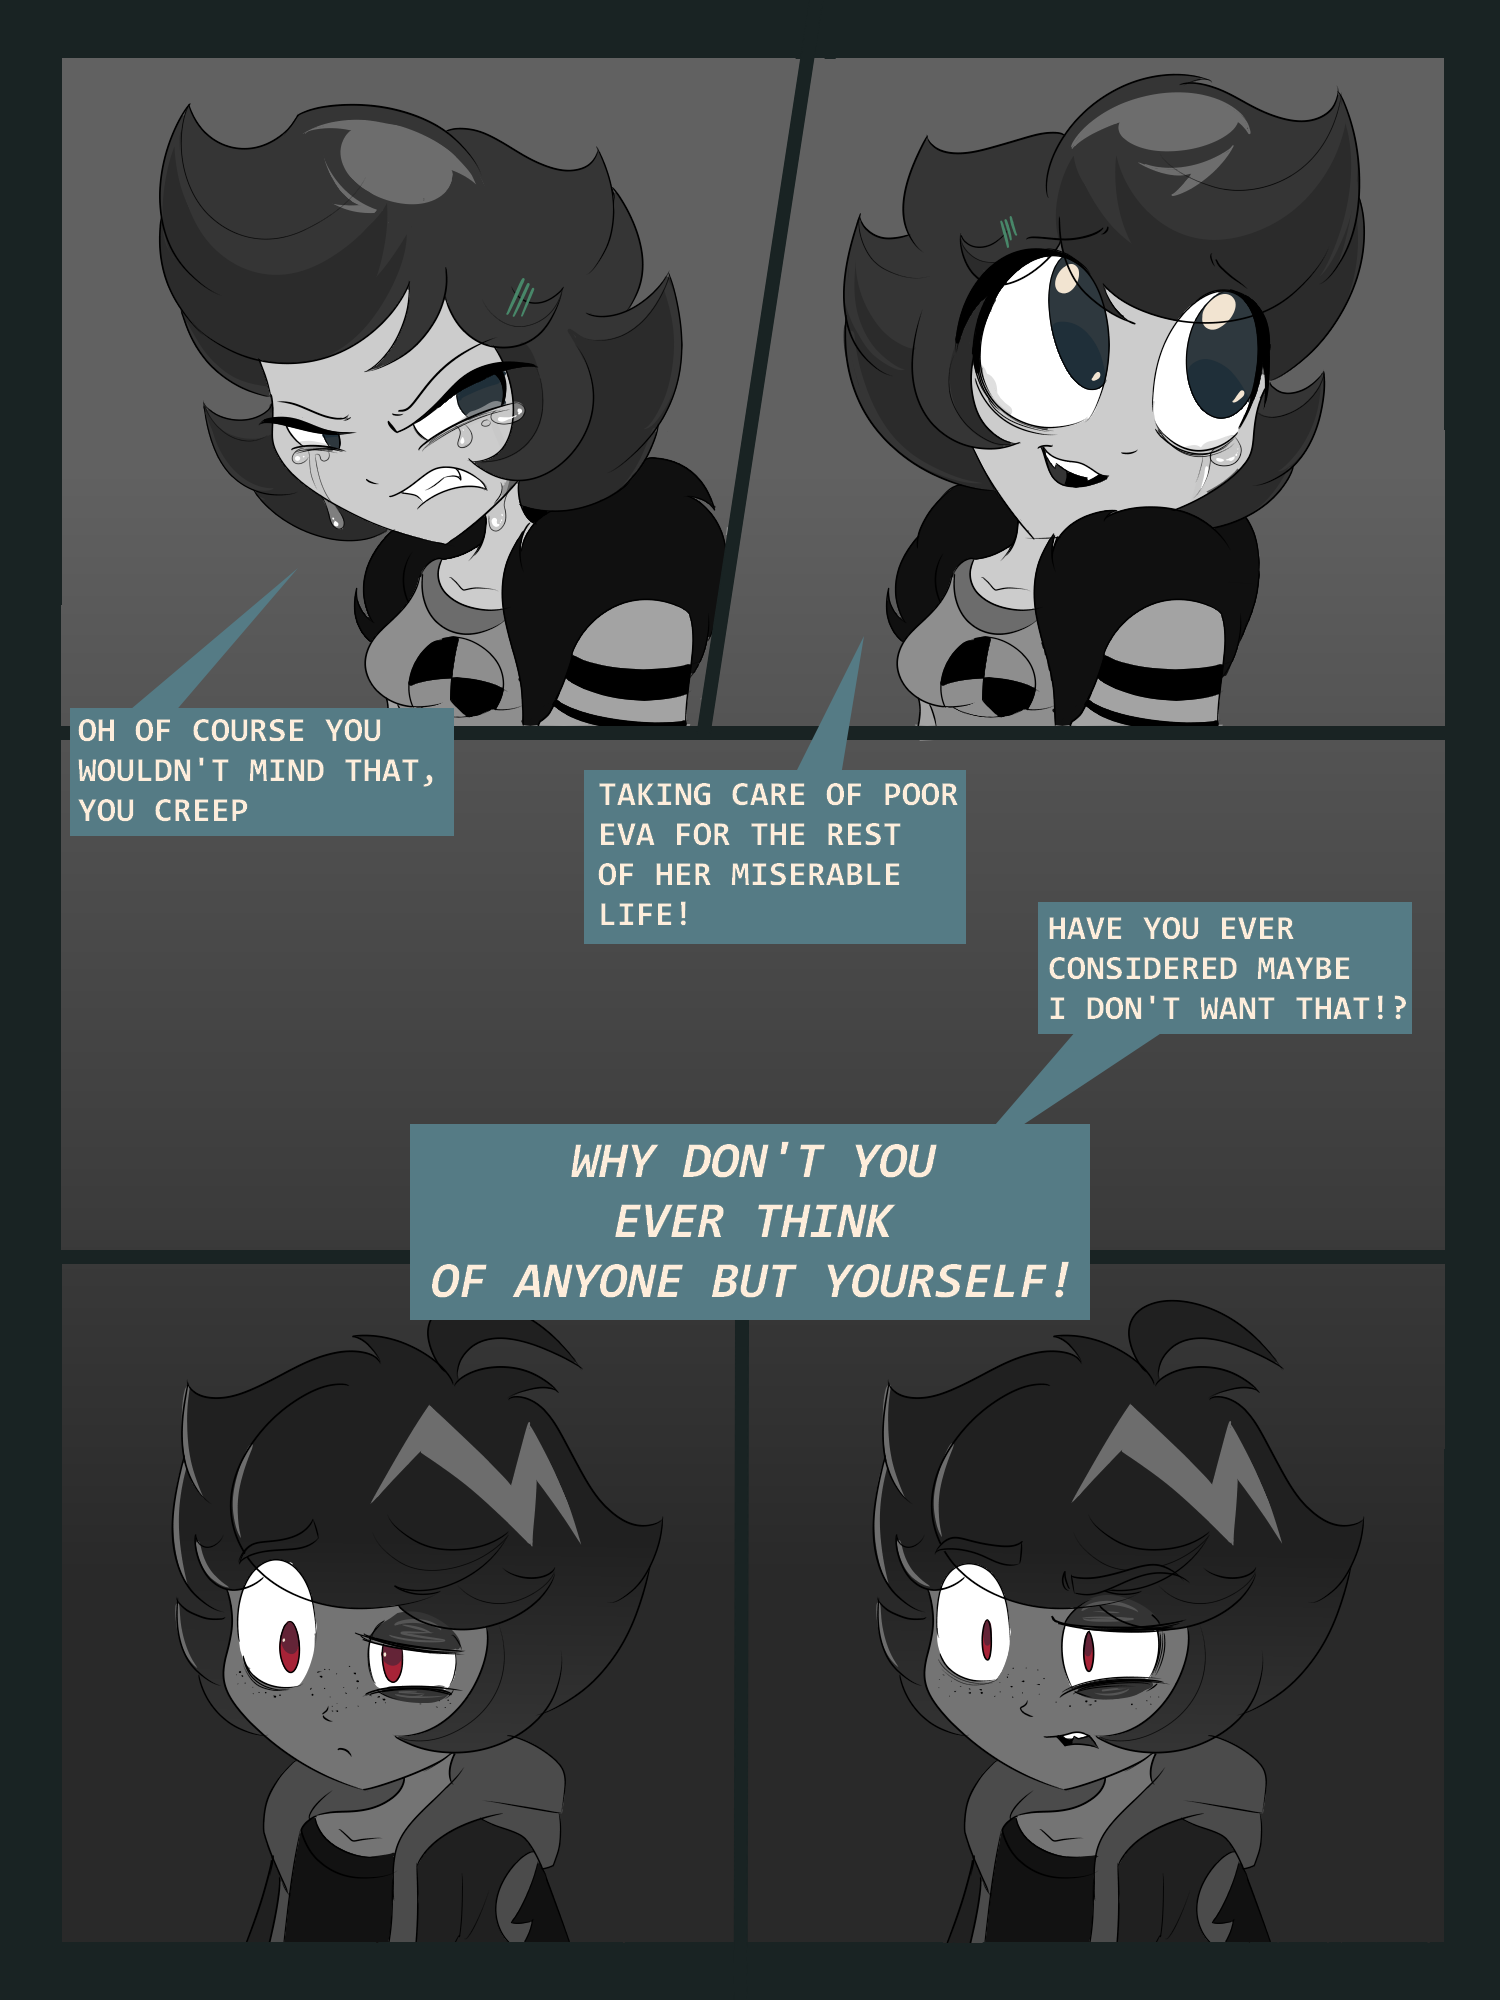 OH OF COURSE YOU
WOULDN'T MIND THAT,
YOU CREEP
TAKING CARE OF POOR
EVA FOR THE REST
OF HER MISERABLE
LIFE!
HAVE YOU EVER
CONSIDERED MAYBE
I DON'T WANT THAT!?
WHY DON'T YOU
EVER THINK
OF ANYONE BUT YOURSELF!